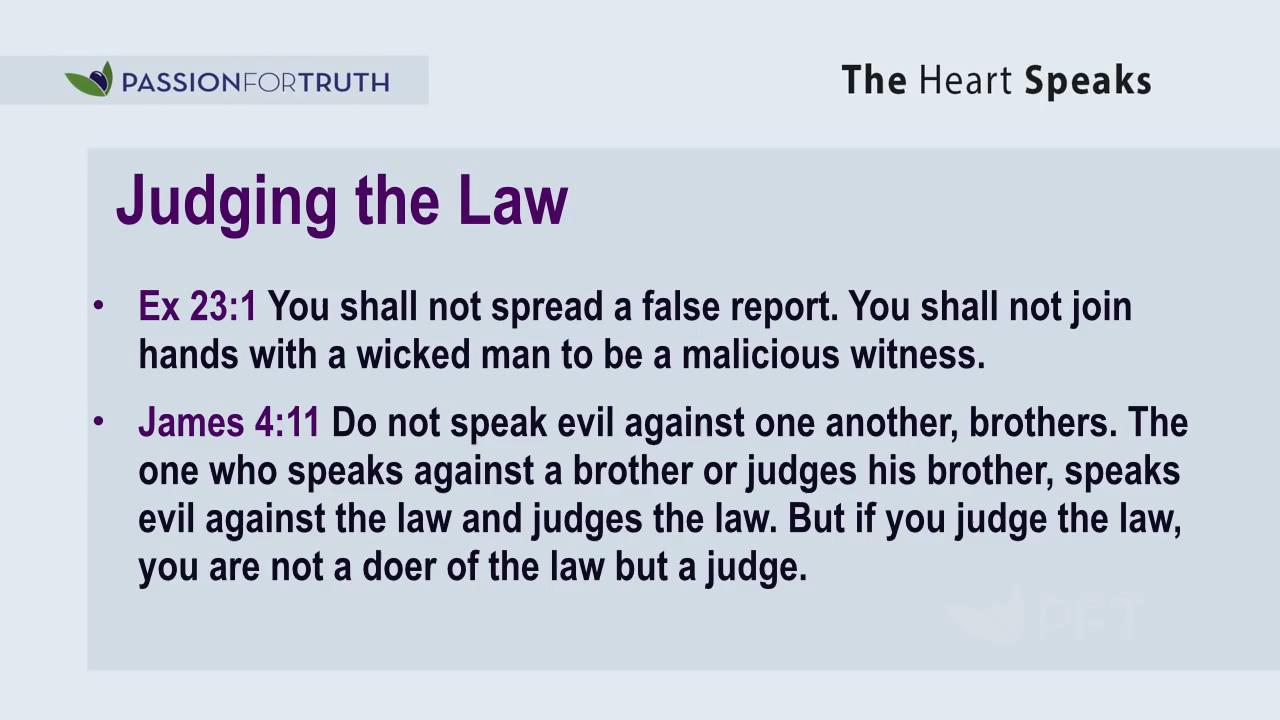 PASSIONFORTRUTH
The Heart Speaks
Judging the Law
• Ex 23:1 You shall not spread a false report. You shall not join
hands with a wicked man to be a malicious witness.
• James 4:11 Do not speak evil against one another, brothers. The
one who speaks against a brother or judges his brother, speaks
evil against the law and judges the law. But if you judge the law,
you are not a doer of the law but a judge.
PFT